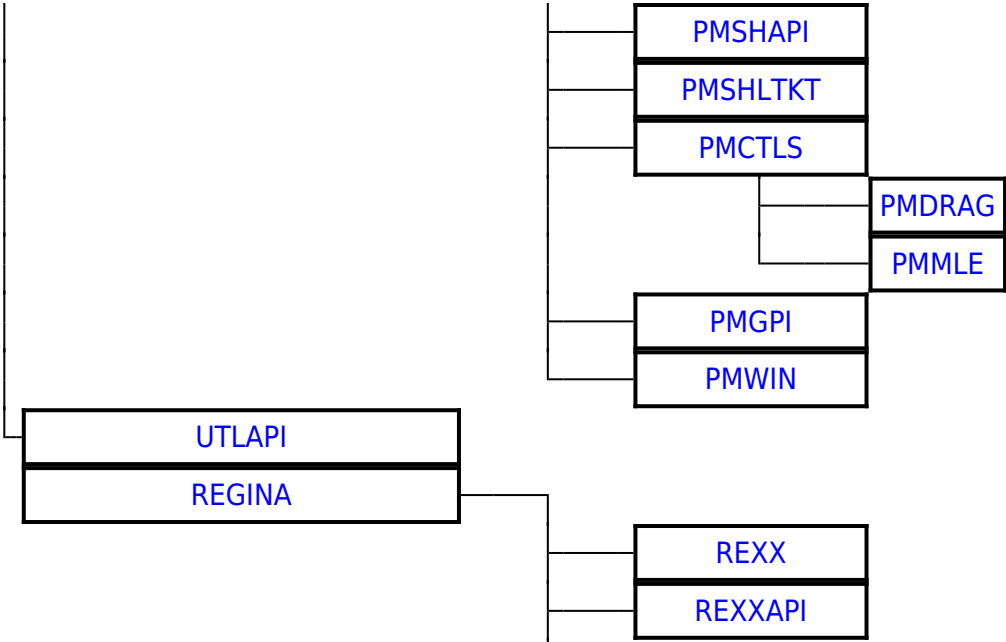 PMSHAPI
PMSHLTKT
PMCTLS
PMDRAG
PMMLE
PMGPI
PMWIN
UTLAPI
REGINA
REXX
REXXAPI